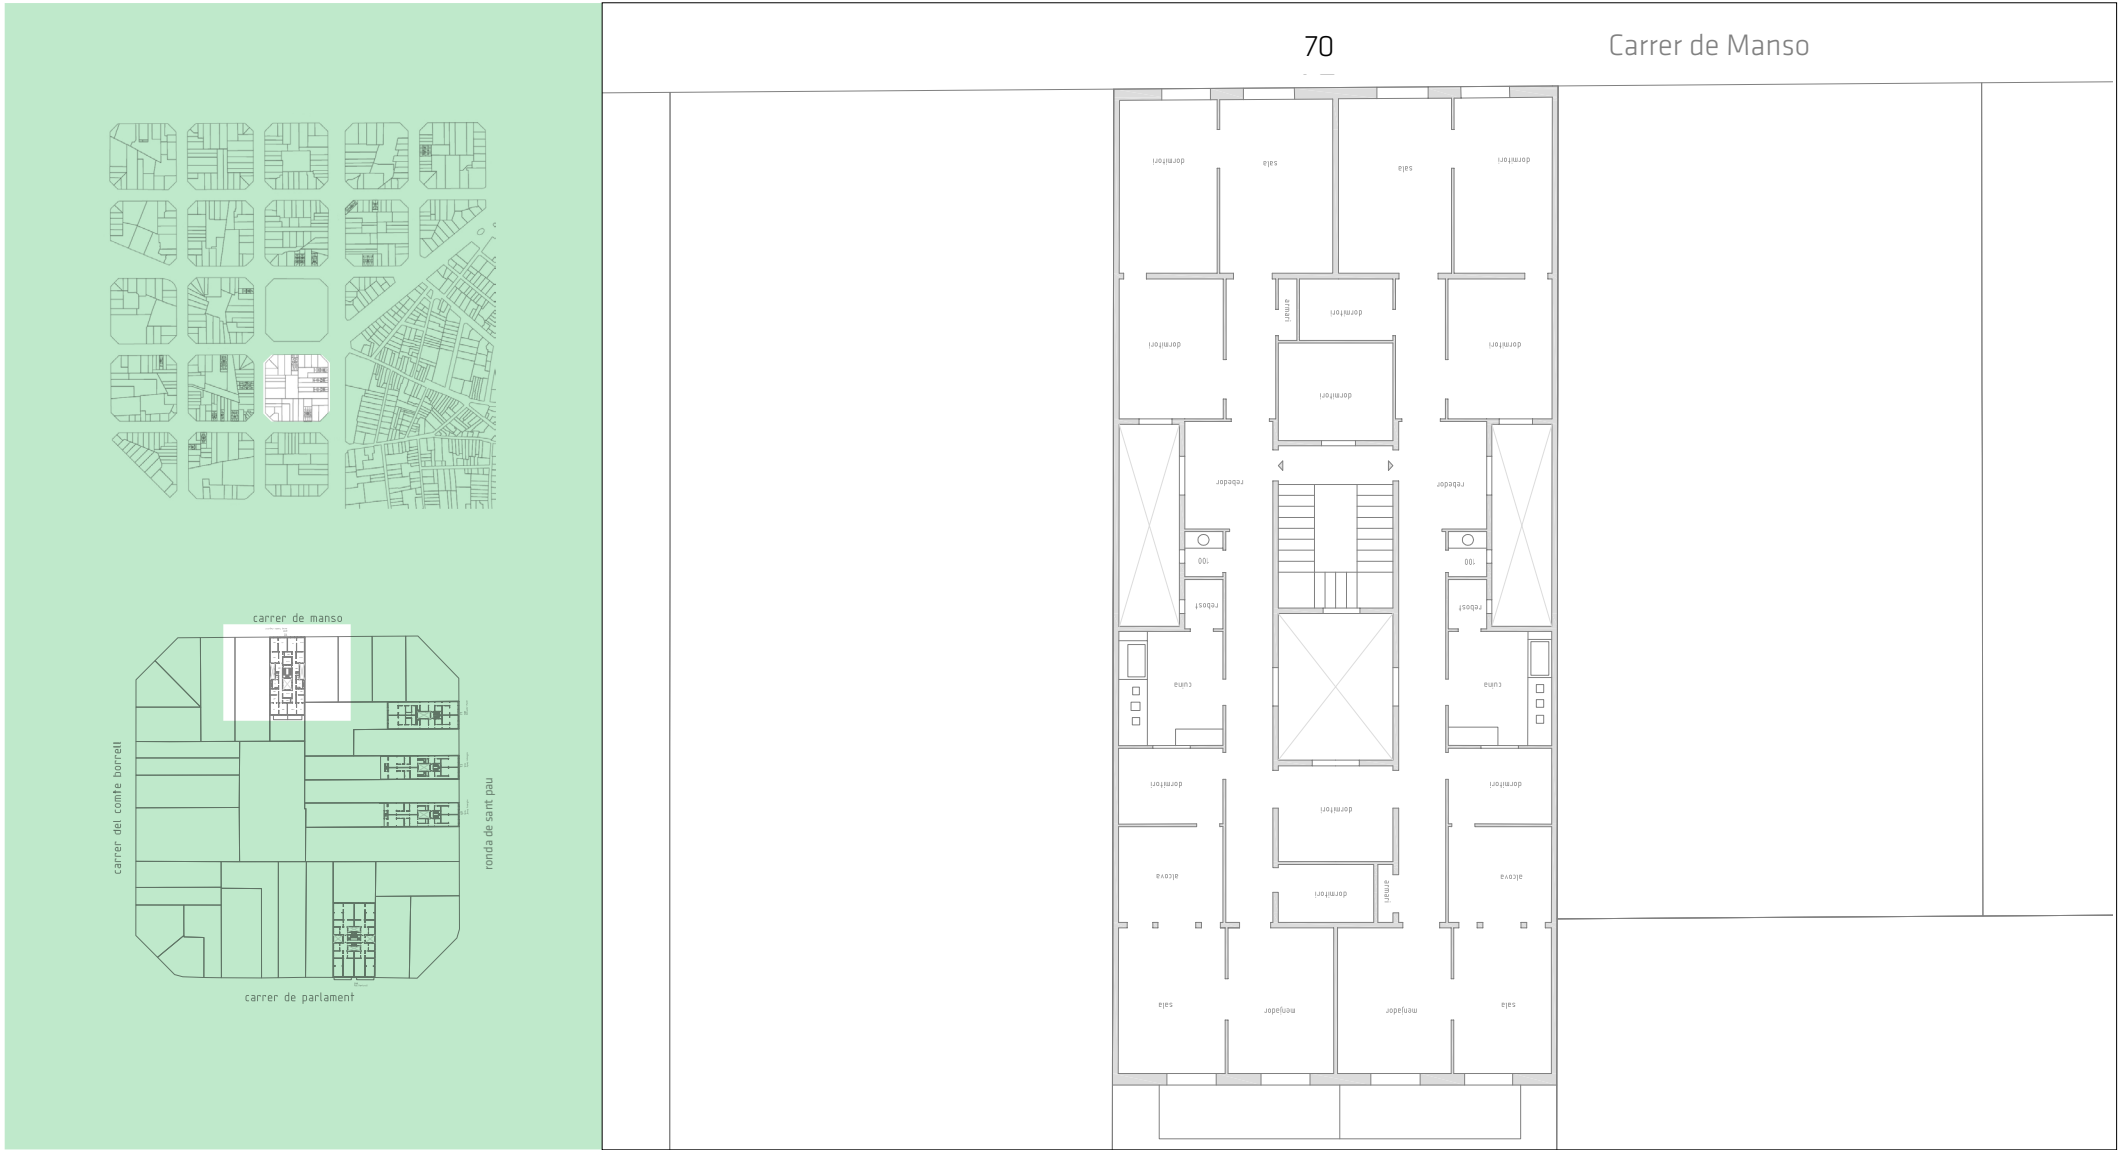 70
Carrer de Manso
dormitori
sala
sala
dormitori
armari
dormitori
dormitori
dormitori
dormitori
rebedor
rebedor
100
100
rebost
rebost
cuina
cuina
dormitori
dormitori
dormitori
alcova
alcova
dormitori
armari
sala
menjador
menjador
sala
carrer de manso
carrer del comte borrell
ronda de sant pau
carrer de parlament